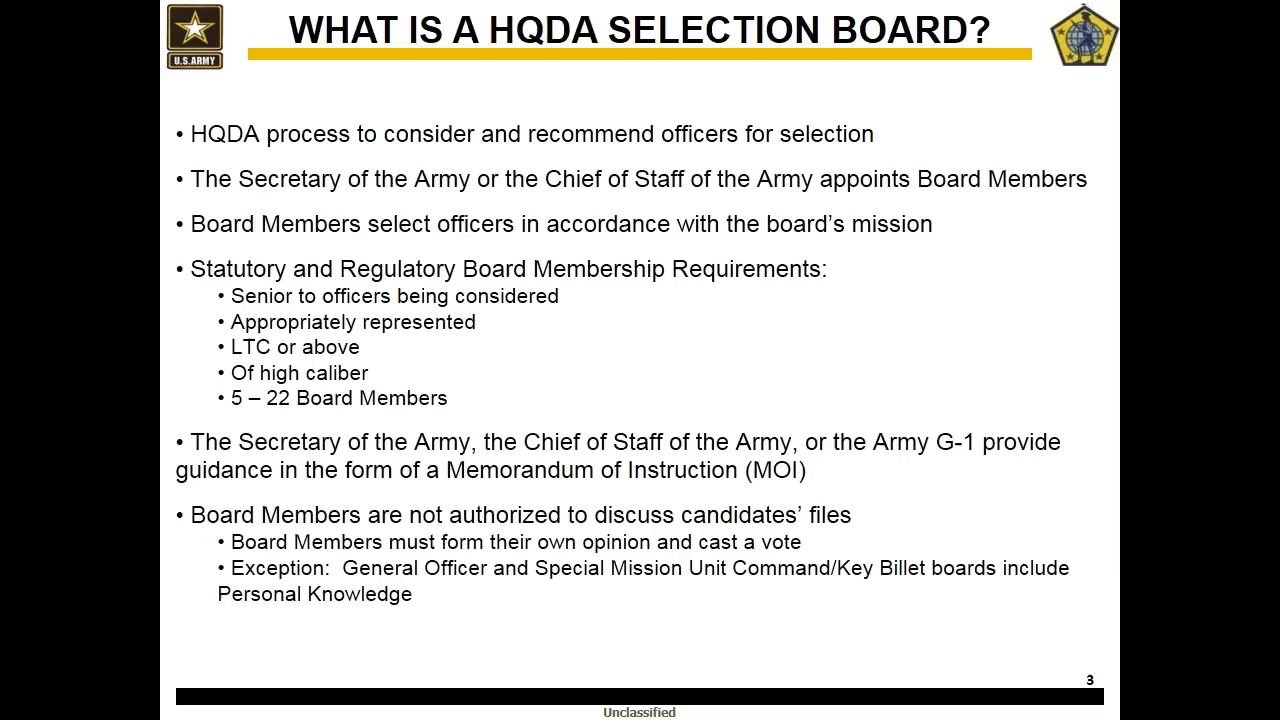 U.S.ARMY
WHAT IS A HQDA SELECTION BOARD?
• HQDA process to consider and recommend officers for selection
• The Secretary of the Army or the Chief of Staff of the Army appoints Board Members
• Board Members select officers in accordance with the board's mission
• Statutory and Regulatory Board Membership Requirements:
• Senior to officers being considered
• Appropriately represented
• LTC or above
• Of high caliber
• 5 – 22 Board Members
• The Secretary of the Army, the Chief of Staff of the Army, or the Army G-1 provide
guidance in the form of a Memorandum of Instruction (MOI)
• Board Members are not authorized to discuss candidates' files
• Board Members must form their own opinion and cast a vote
• Exception:  General Officer and Special Mission Unit Command/Key Billet boards include
Personal Knowledge
3
Unclassified